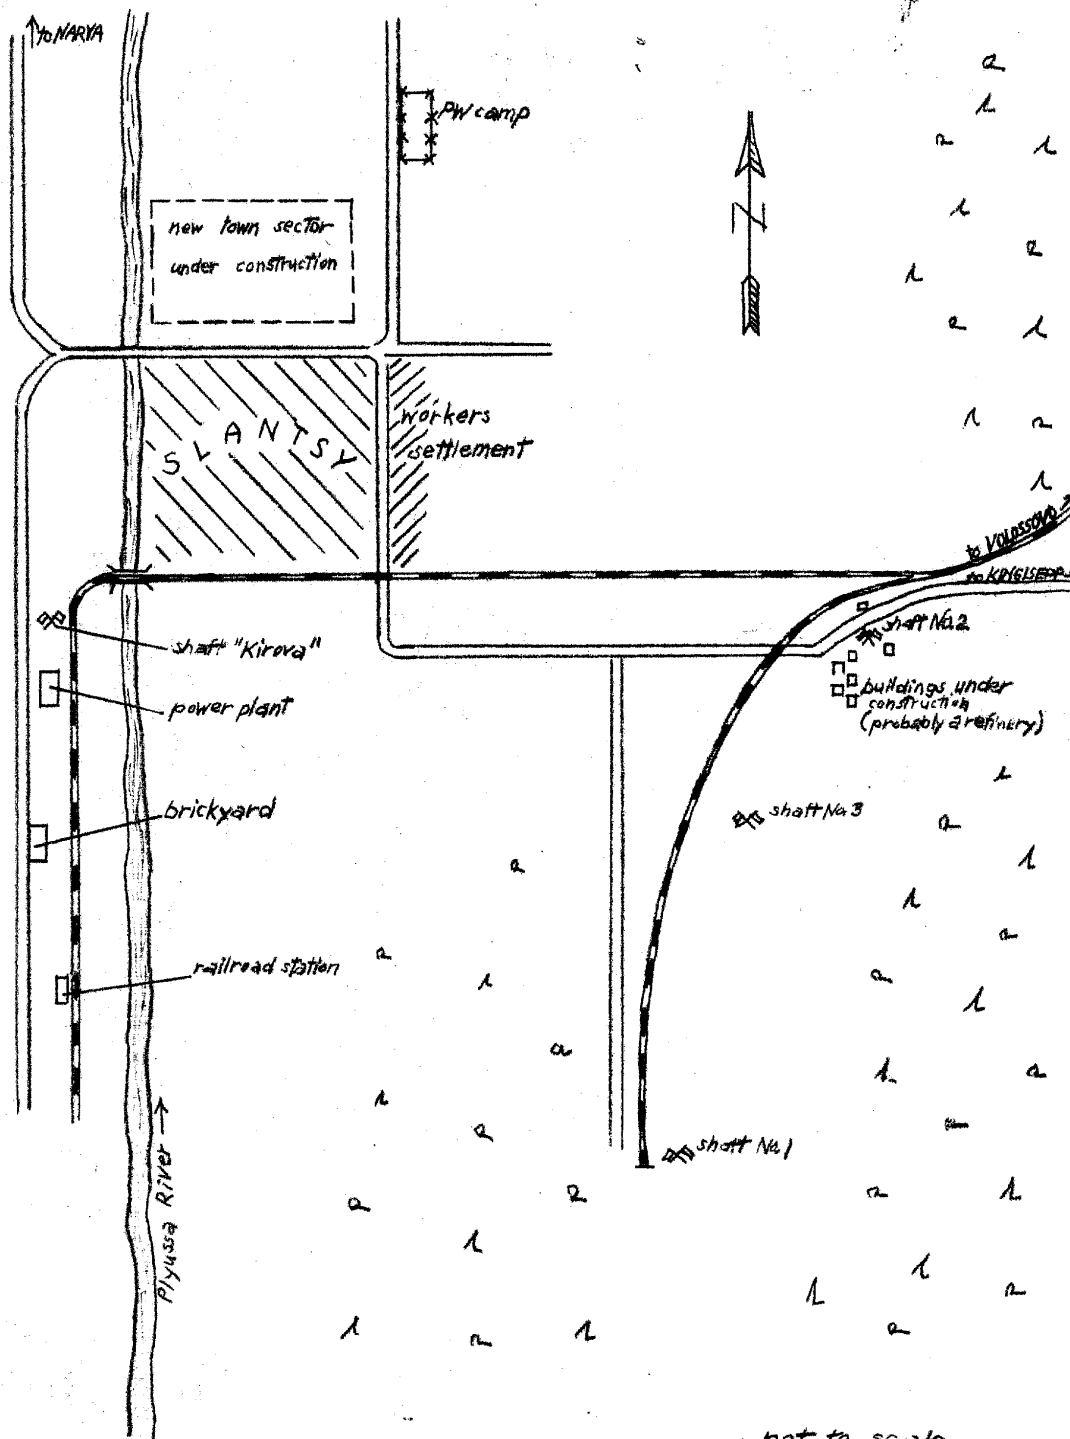 to NARVA
PW camp
N
new town sector
under construction
SLANTSY
workers
settlement
to VOLOSSOVO
to KINGISEPP
shaft "Kirova"
shaft No. 2
power plant
buildings under
construction
(probably a refinery)
brickyard
shaft No. 3
railroad station
shaft No. 1
Plyussa River
not to scale